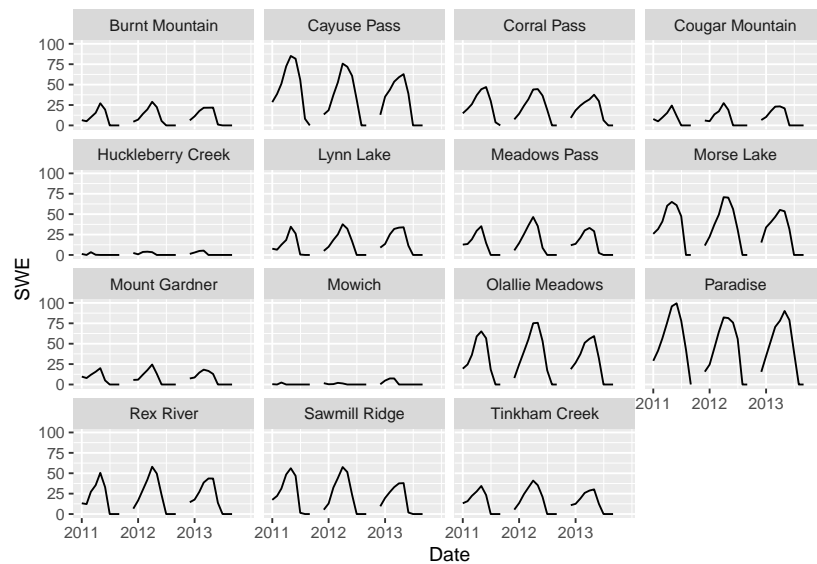 Burnt Mountain Cayuse Pass Corral Pass Cougar Mountain
100
75
50
25
0
Huckleberry Creek Lynn Lake Meadows Pass Morse Lake
100
75
50
25
0
SWE
Mount Gardner Mowich Olallie Meadows Paradise
100
75
50
25
0
2011 2012 2013
Rex River Sawmill Ridge Tinkham Creek
100
75
50
25
0
2011 2012 2013 2011 2012 2013 2011 2012 2013
Date